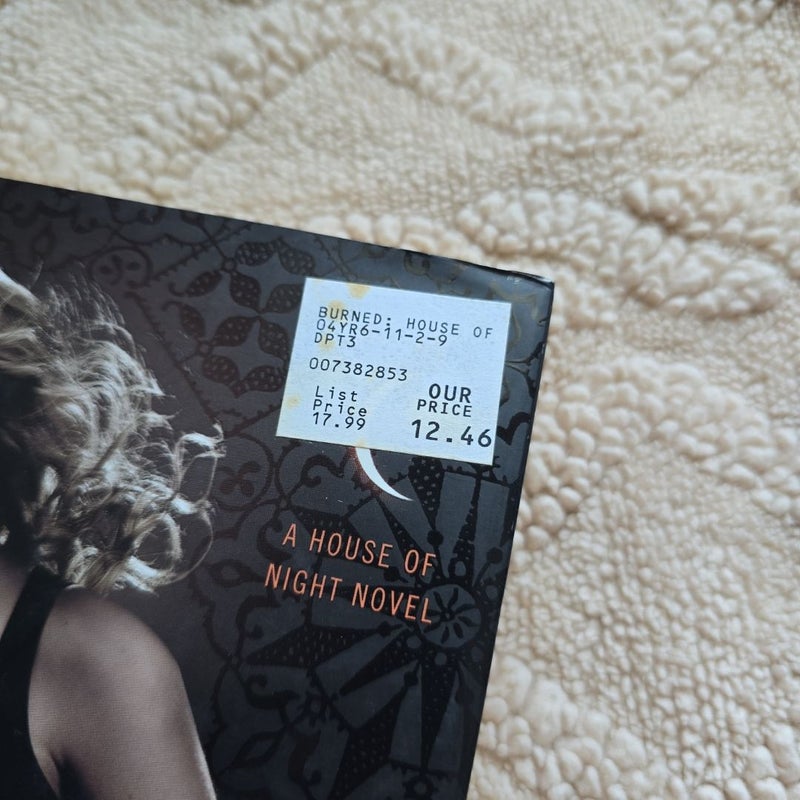 BURNED: HOUSE OF
04YR6-11-2-9
DPT3
007382853
List
Price
17.99
OUR
PRICE
12.46
A HOUSE OF
NIGHT NOVEL